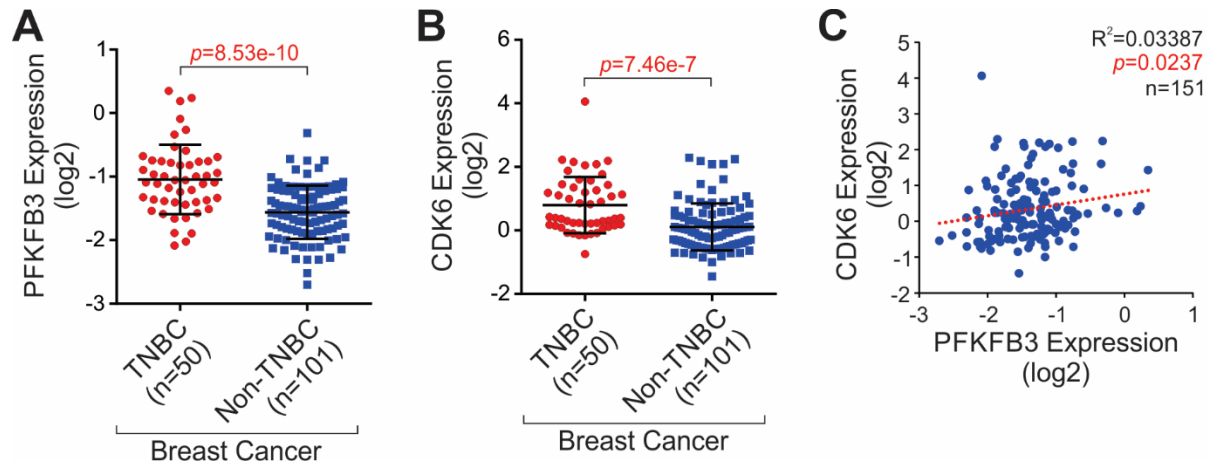 A
PFKFB3 Expression
(log2)
1
0
-1
-2
-3
p=8.53e-10
TNBC
(n=50)
Non-TNBC
(n=101)
Breast Cancer
B
CDK6 Expression
(log2)
6
4
2
0
-2
p=7.46e-7
TNBC
(n=50)
Non-TNBC
(n=101)
Breast Cancer
C
R²=0.03387
p=0.0237
n=151
CDK6 Expression
(log2)
5
4
3
2
1
0
-1
-2
-3 -2 -1 0 1
PFKFB3 Expression
(log2)